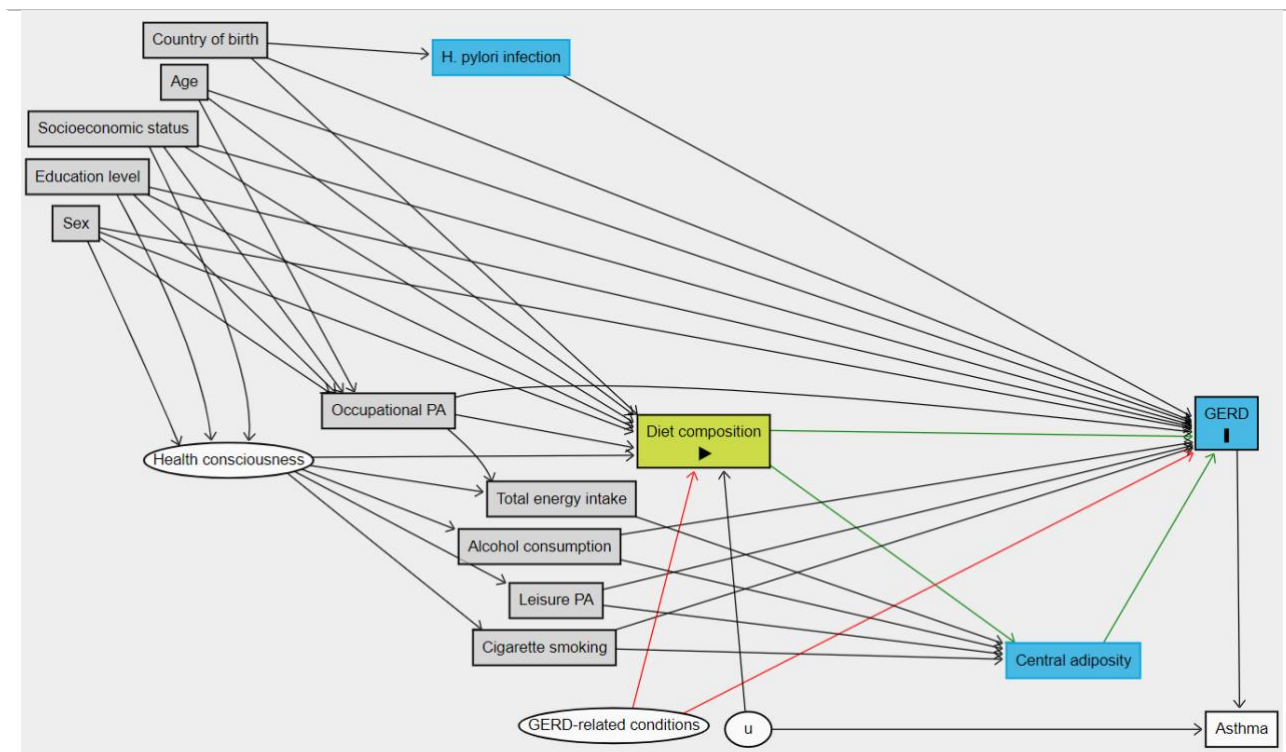 Country of birth
H. pylori infection
Age
Socioeconomic status
Education level
Sex
Occupational PA
GERD
Diet composition
Health consciousness
Total energy intake
Alcohol consumption
Leisure PA
Cigarette smoking
Central adiposity
GERD-related conditions
u
Asthma